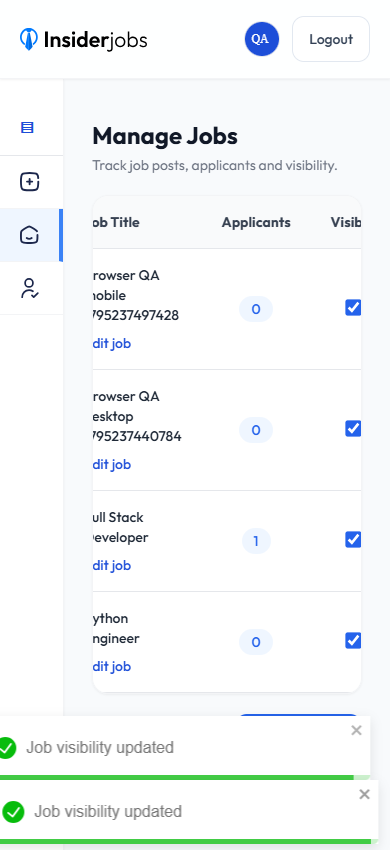 Insiderjobs
QA
Logout
Manage Jobs
Track job posts, applicants and visibility.
ob Title Applicants Visib
rowser QA
nobile
795237497428
dit job
0
rowser QA
esktop
795237440784
dit job
0
ull Stack
eveloper
dit job
1
ython
ngineer
dit job
0
Job visibility updated
Job visibility updated